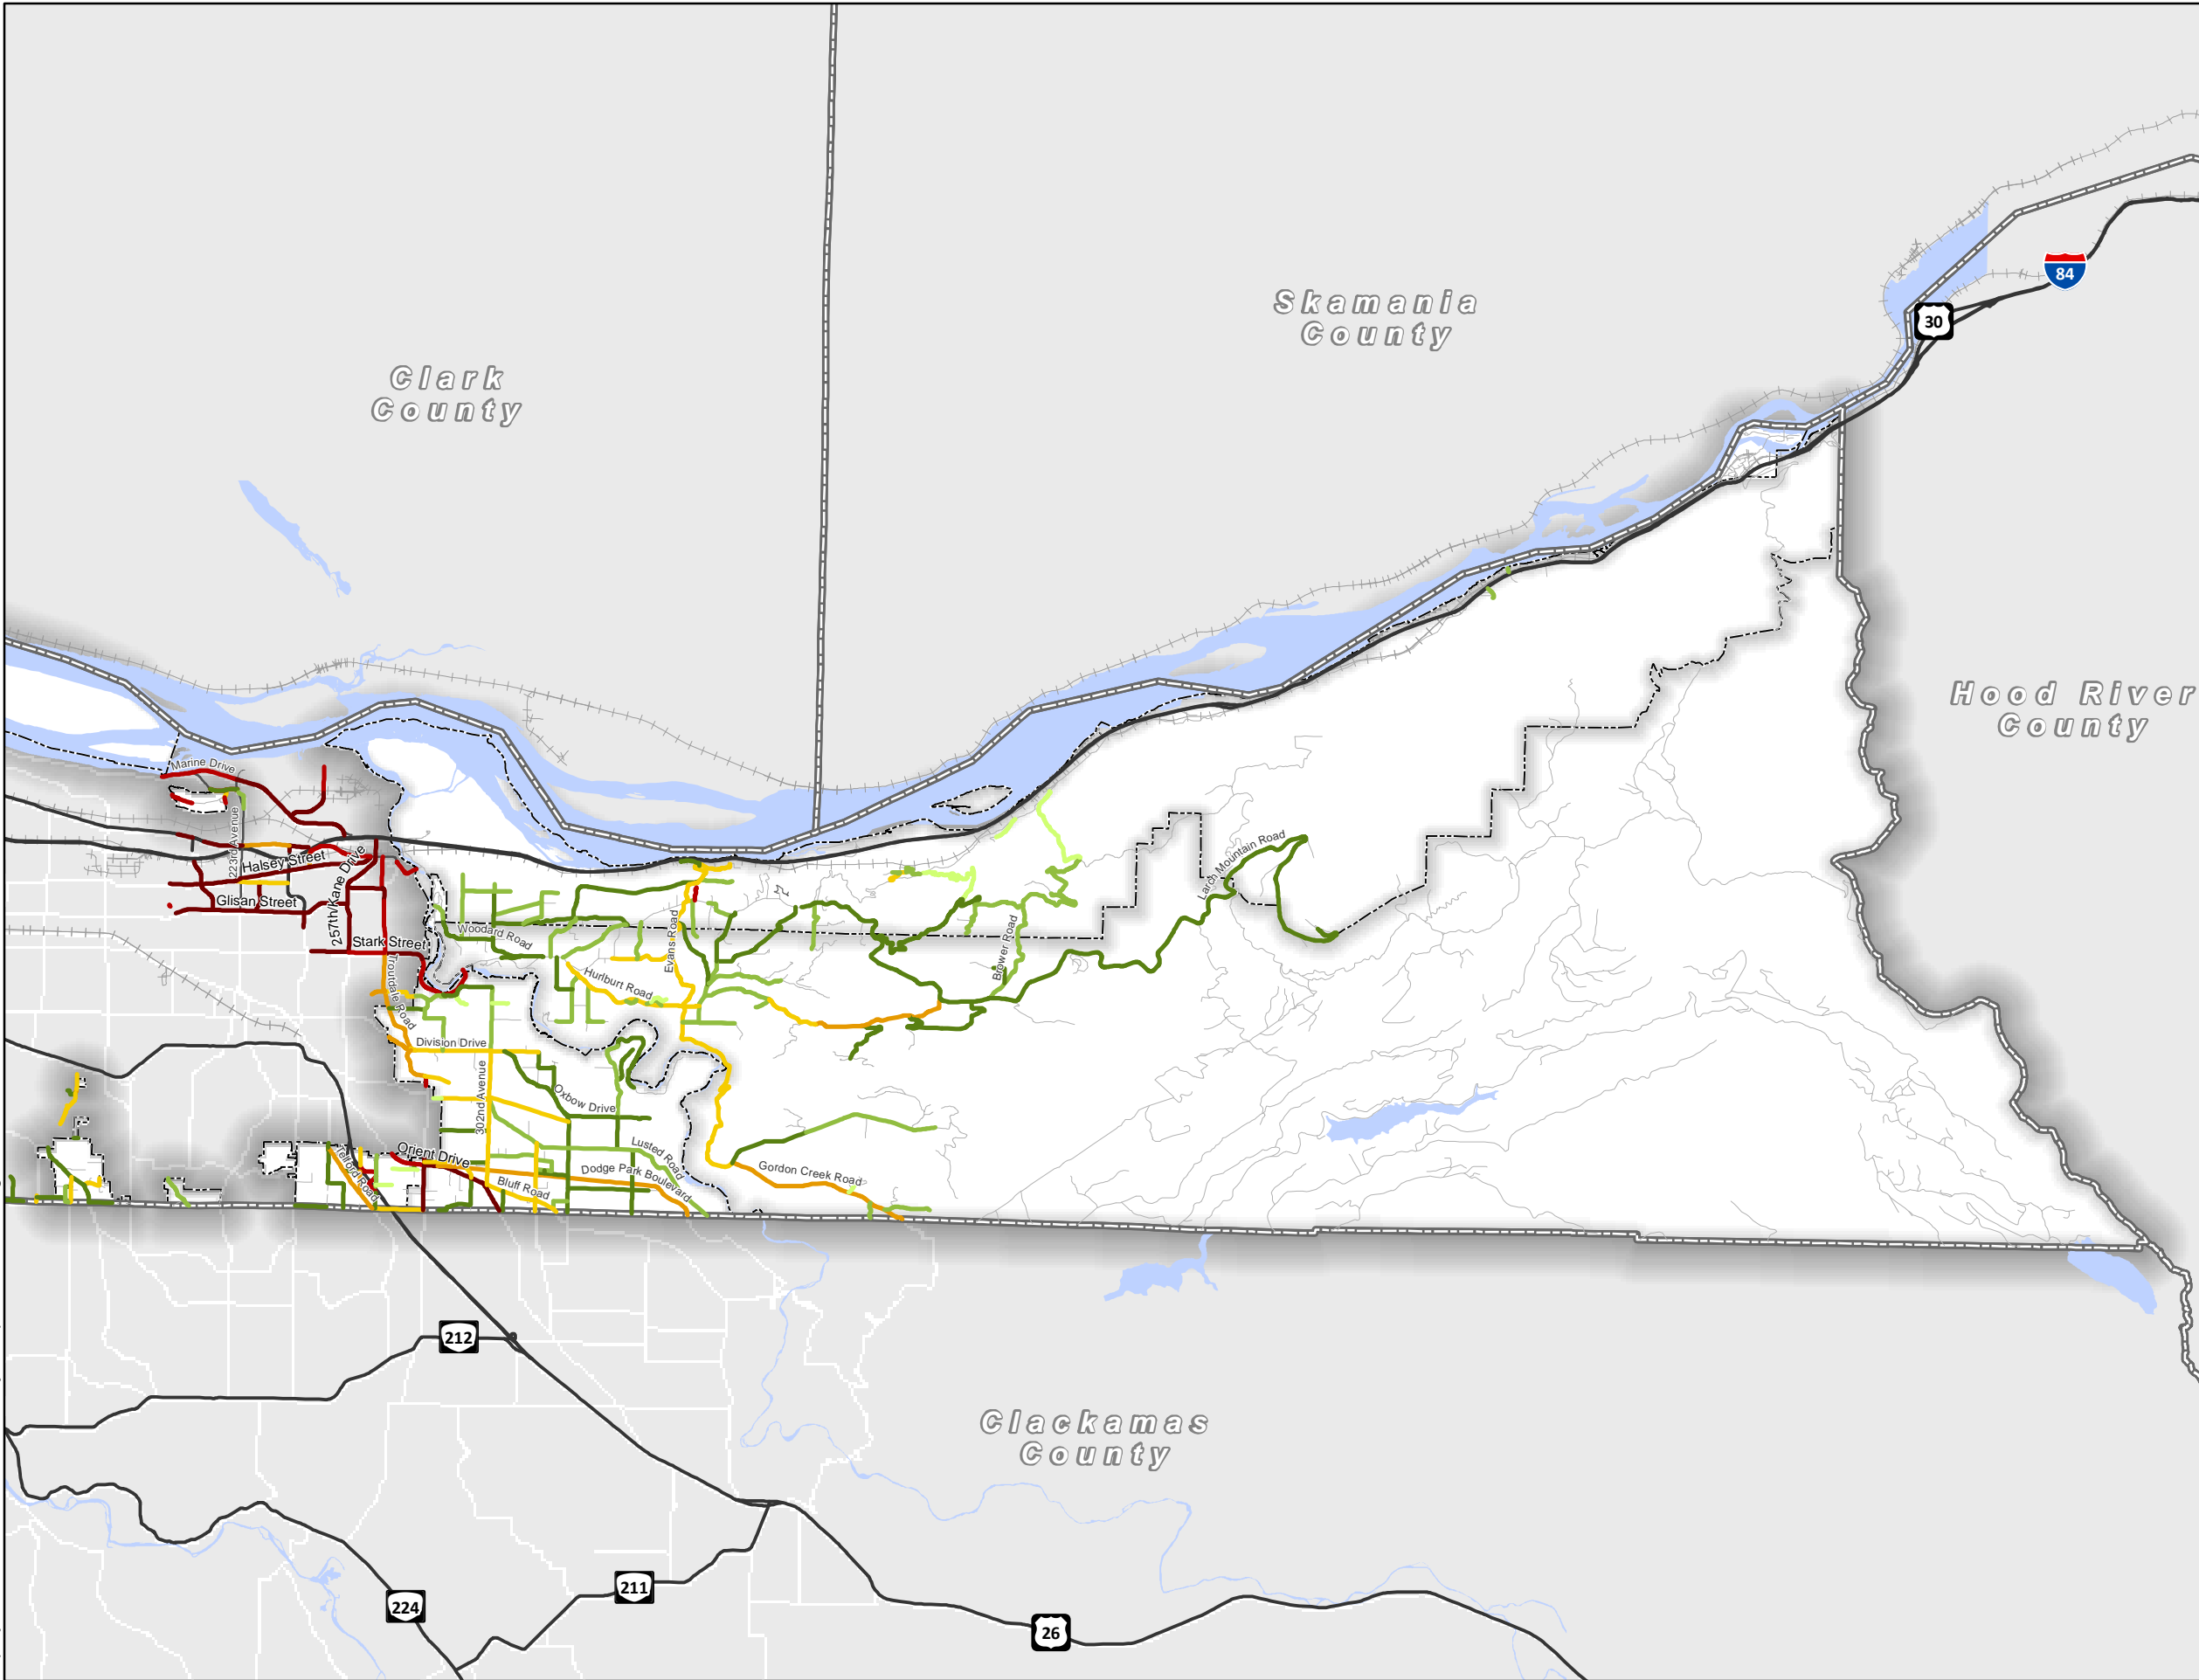 84
Skamania
County
30
Clark
County
Hood River
County
Marine Drive
223rd Avenue
Halsey Street
257th/Kane Drive
Glisan Street
Larch Mountain Road
Stark Street
Woodard Road
Evans Road
Brower Road
Troutdale Road
Hurlburt Road
Division Drive
302nd Avenue
Oxbow Drive
Orient Drive
Lusted Road
Telford Road
Dodge Park Boulevard
Gordon Creek Road
Bluff Road
212
Clackamas
County
211
224
26